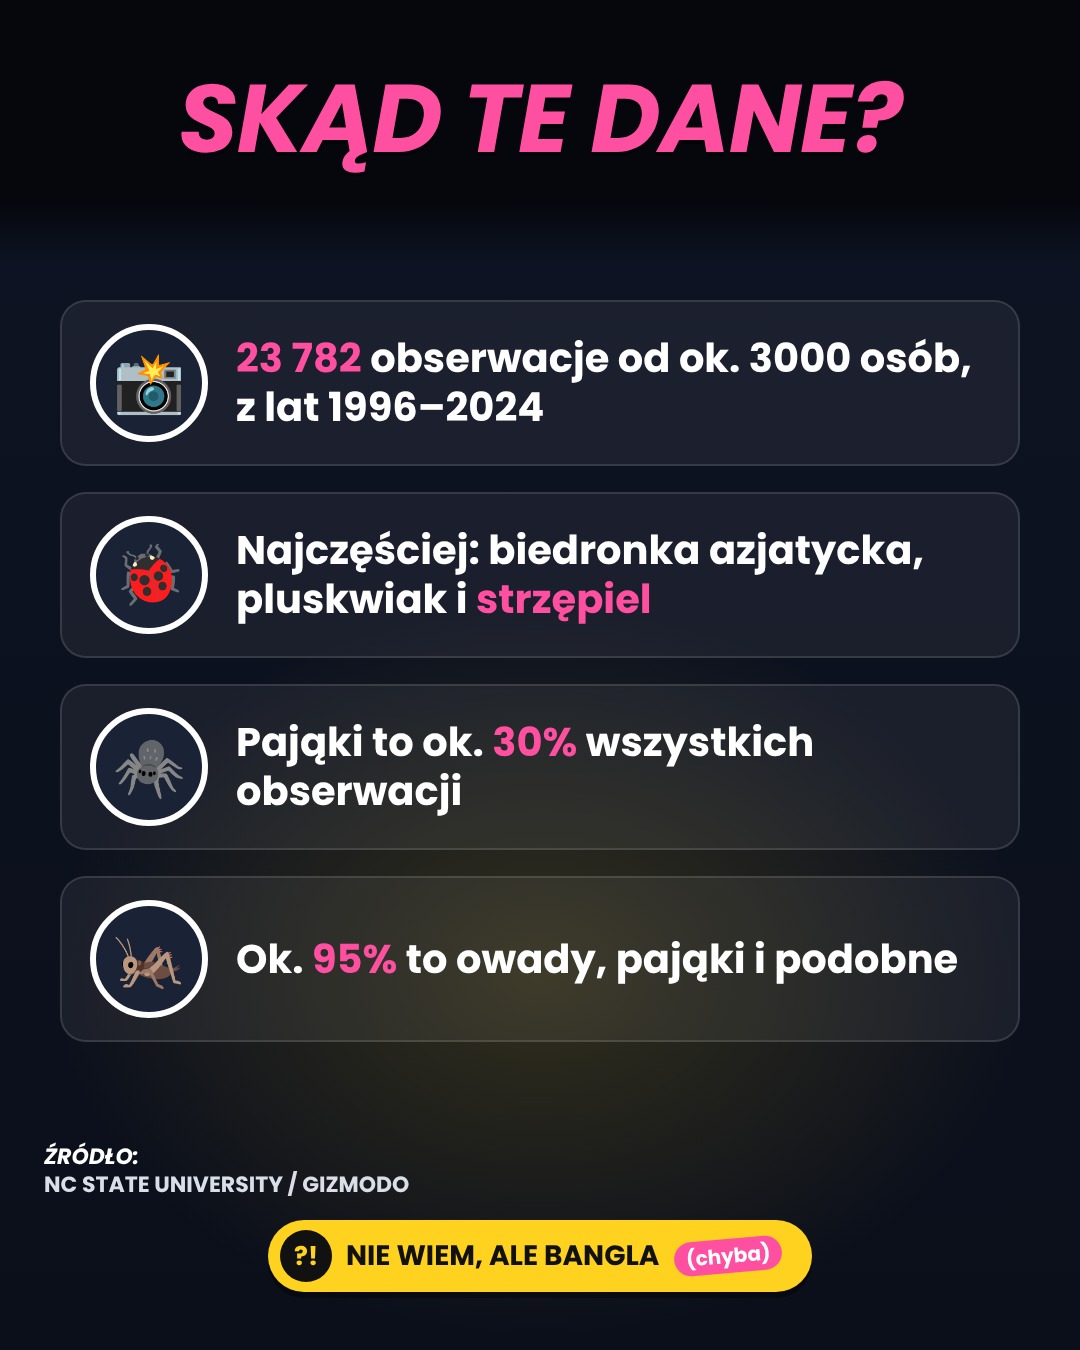 SKĄD TE DANE?
23 782 obserwacje od ok. 3000 osób,
z lat 1996–2024
Najczęściej: biedronka azjatycka,
pluskwiak i strzępiel
Pająki to ok. 30% wszystkich
obserwacji
Ok. 95% to owady, pająki i podobne
ŹRÓDŁO:
NC STATE UNIVERSITY / GIZMODO
?! NIE WIEM, ALE BANGLA (chyba)